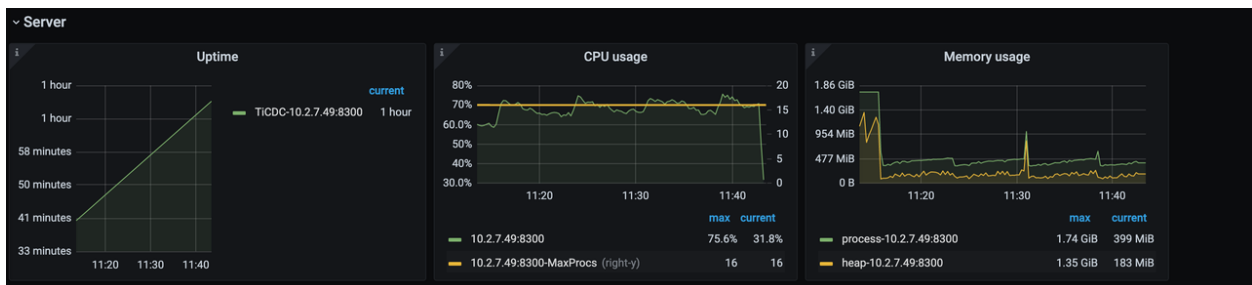 Server
i
Uptime
1 hour
1 hour
58 minutes
50 minutes
41 minutes
33 minutes
11:20 11:30 11:40
current
TiCDC-10.2.7.49:8300 1 hour
i
CPU usage
80%
70%
60.0%
50%
40%
30.0%
20
15
10
5
0
11:20 11:30 11:40
max current
10.2.7.49:8300 75.6% 31.8%
10.2.7.49:8300-MaxProcs (right-y) 16 16
i
Memory usage
1.86 GiB
1.40 GiB
954 MiB
477 MiB
0 B
11:20 11:30 11:40
max current
process-10.2.7.49:8300 1.74 GiB 399 MiB
heap-10.2.7.49:8300 1.35 GiB 183 MiB